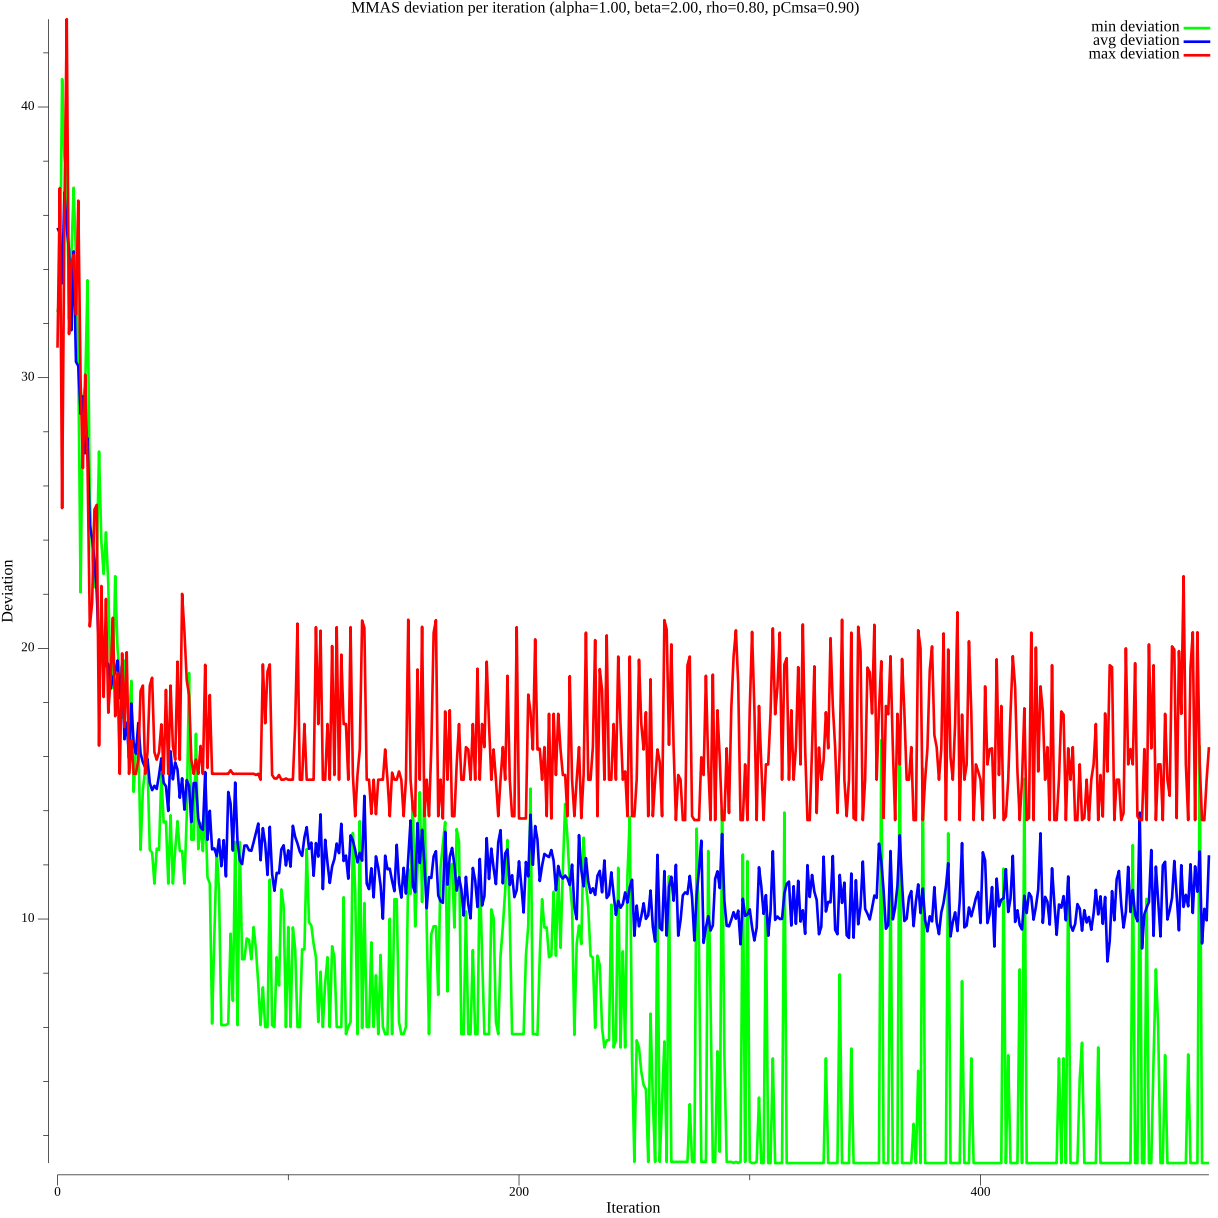 MMAS deviation per iteration (alpha=1.00, beta=2.00, rho=0.80, pCmsa=0.90)
min deviation
avg deviation
max deviation
40
30
20
10
Deviation
0
200
400
Iteration